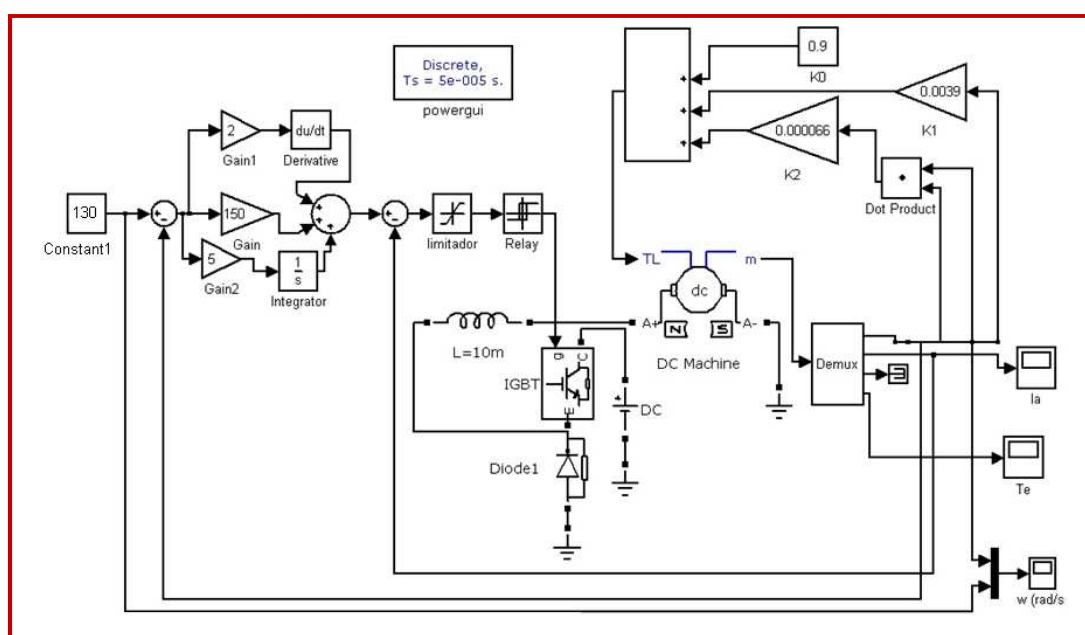 Discrete,
Ts = 5e-005 s.
powergui
0.9
K0
0.0039
K1
0.000066
K2
Dot Product
2
Gain1
du/dt
Derivative
130
Constant1
150
Gain
5
Gain2
1
s
Integrator
limitador
Relay
TL
m
dc
A+
N
S
A-
DC Machine
L=10m
g
C
IGBT
E
DC
Diode1
Demux
Ia
Te
w (rad/s